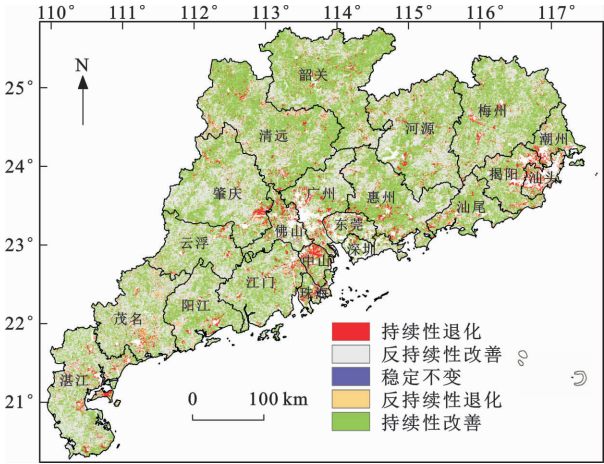 110° 111° 112° 113° 114° 115° 116° 117°
25°
24°
23°
22°
21°
N
韶关
清远
河源
梅州
潮州
揭阳
汕头
肇庆
广州
惠州
汕尾
佛山
东莞
云浮
深圳
中山
江门
珠海
阳江
茂名
湛江
持续性退化
反持续性改善
稳定不变
反持续性退化
持续性改善
0 100 km